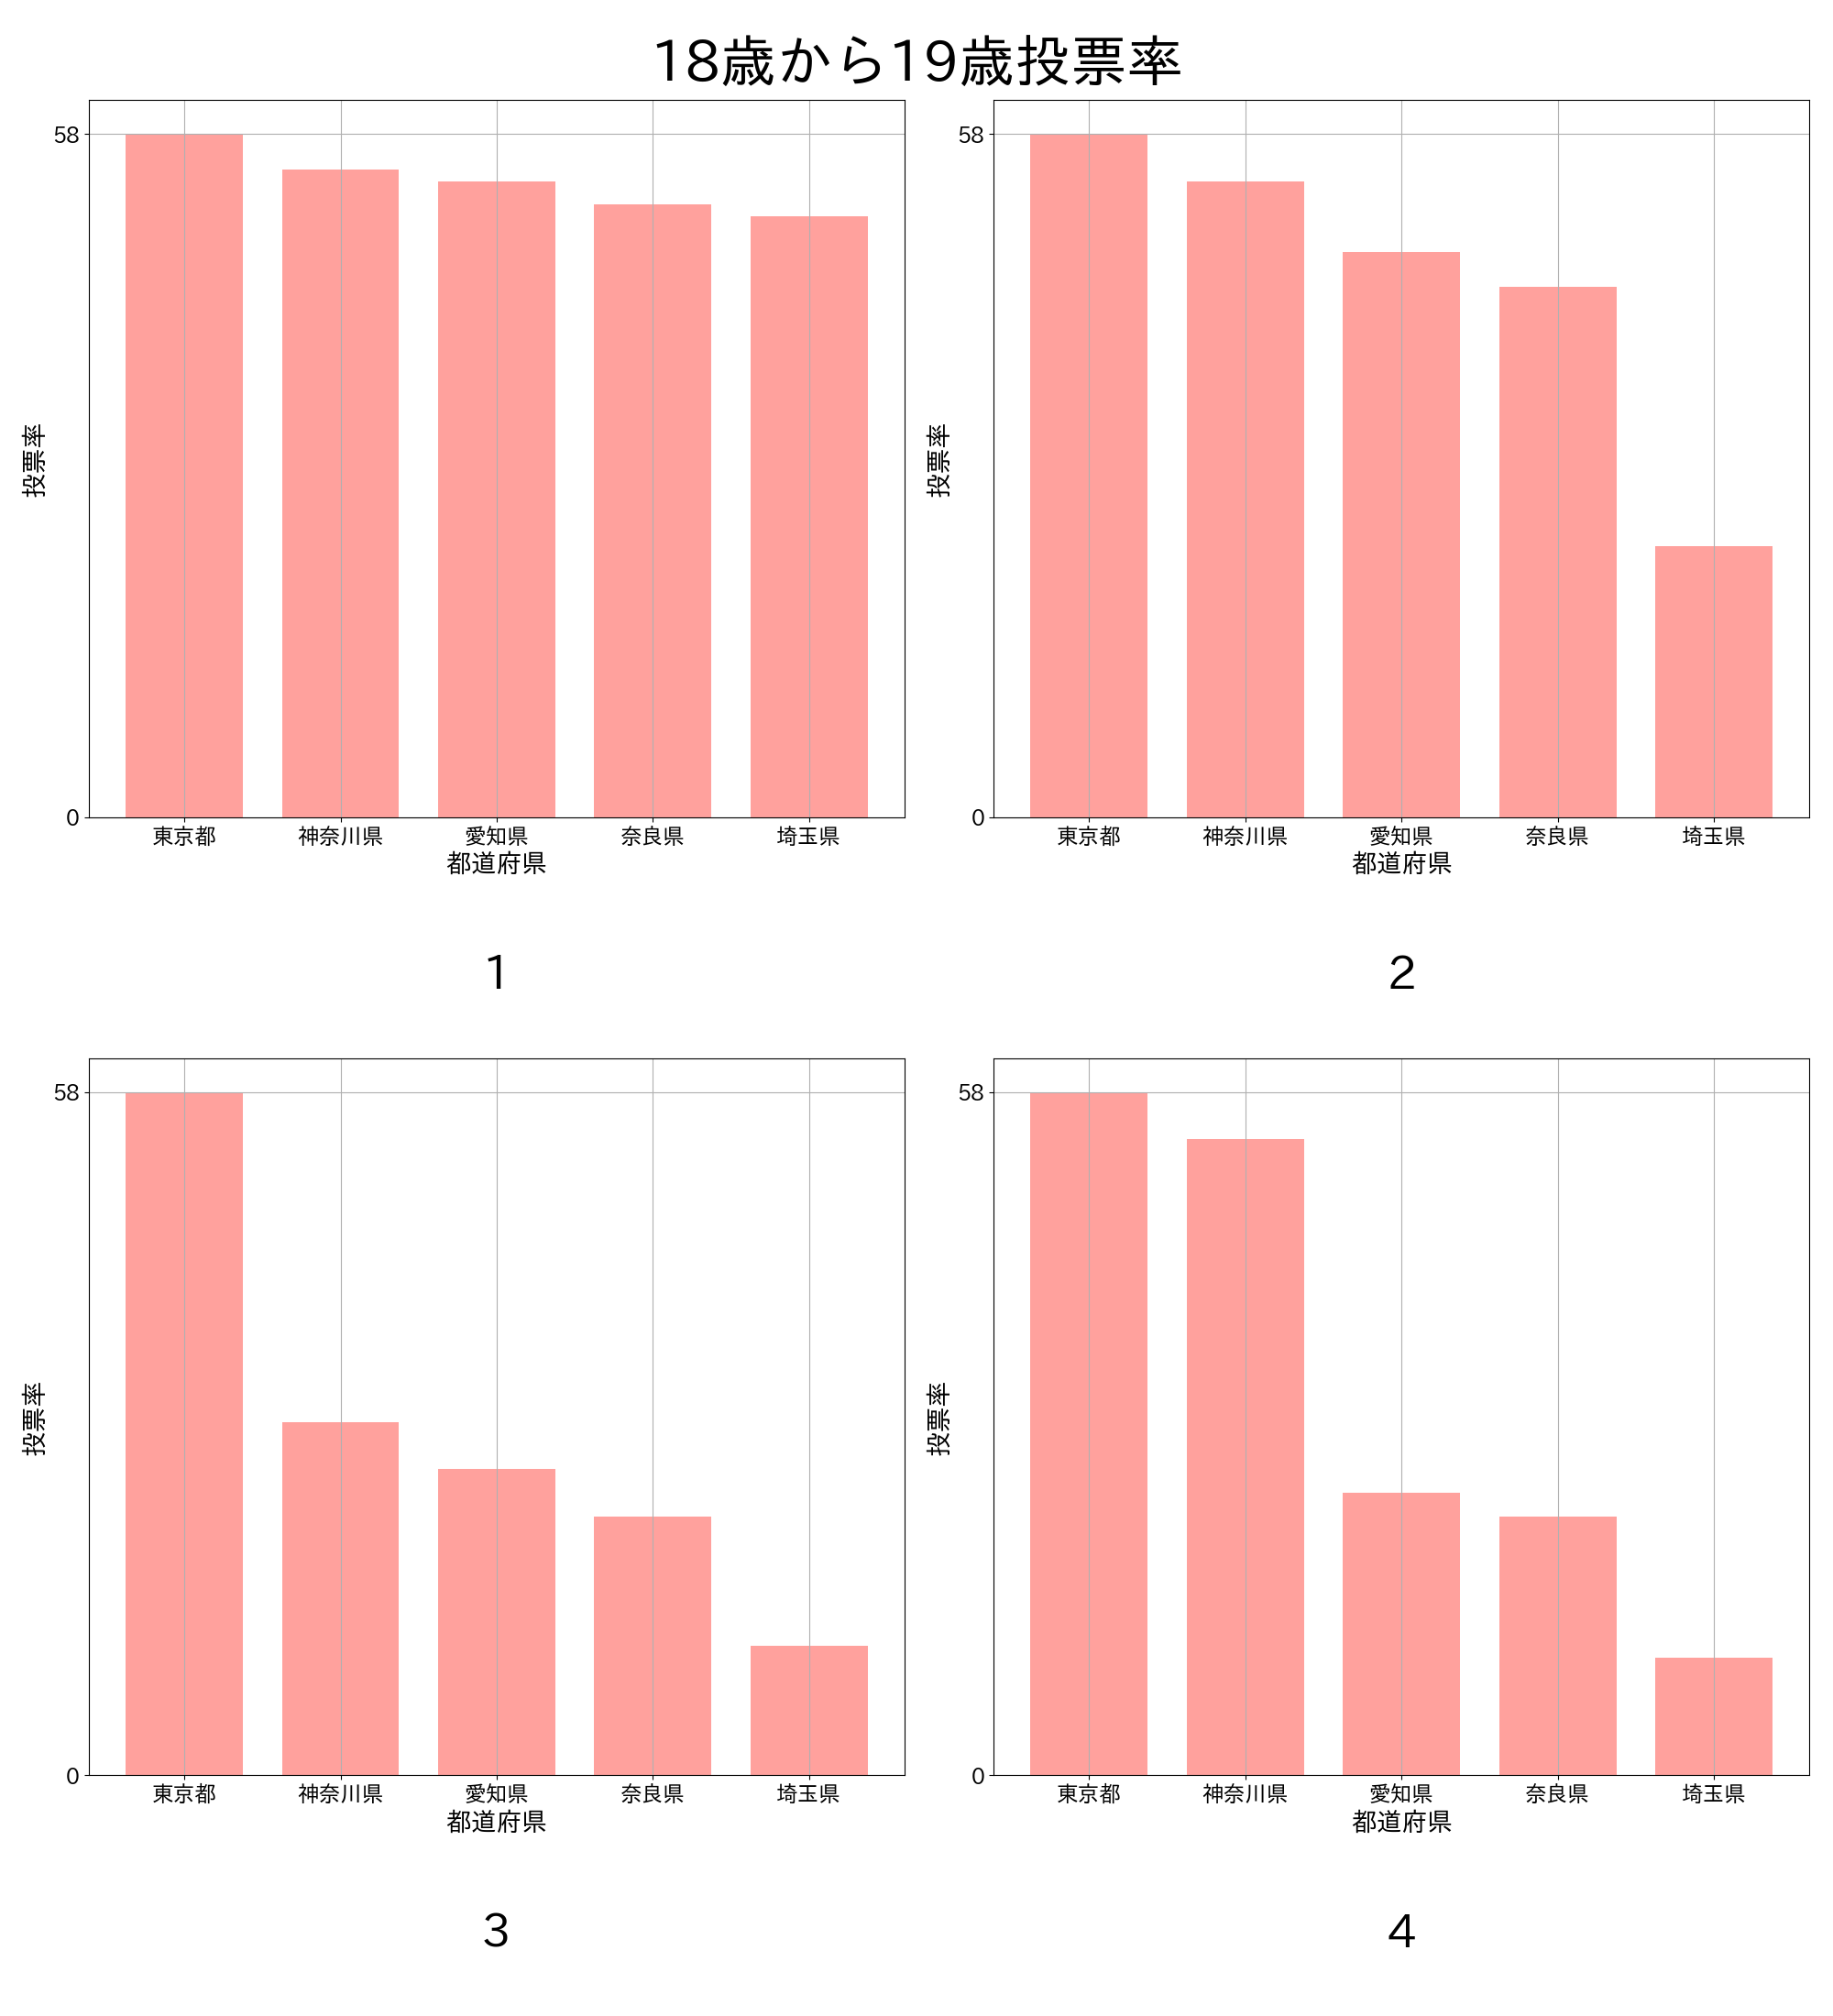 18歳から19歳投票率
58
0
投票率
東京都 神奈川県 愛知県 奈良県 埼玉県
都道府県
1
58
0
投票率
東京都 神奈川県 愛知県 奈良県 埼玉県
都道府県
2
58
0
投票率
東京都 神奈川県 愛知県 奈良県 埼玉県
都道府県
3
58
0
投票率
東京都 神奈川県 愛知県 奈良県 埼玉県
都道府県
4